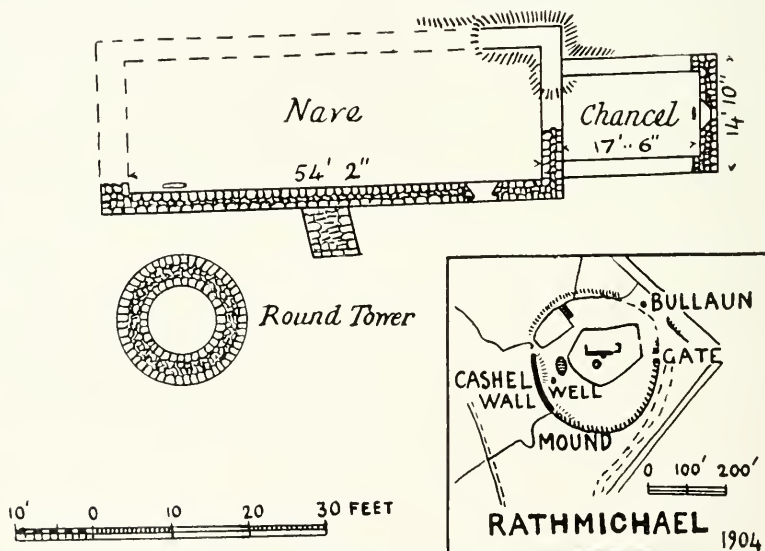 Nave
Chancel
54' 2"
17'..6"
14' 10"
Round Tower
BULLAUN
GATE
CASHEL
WALL
WELL
MOUND
0 100' 200'
RATHMICHAEL
1904
10' 0 10 20 30 FEET